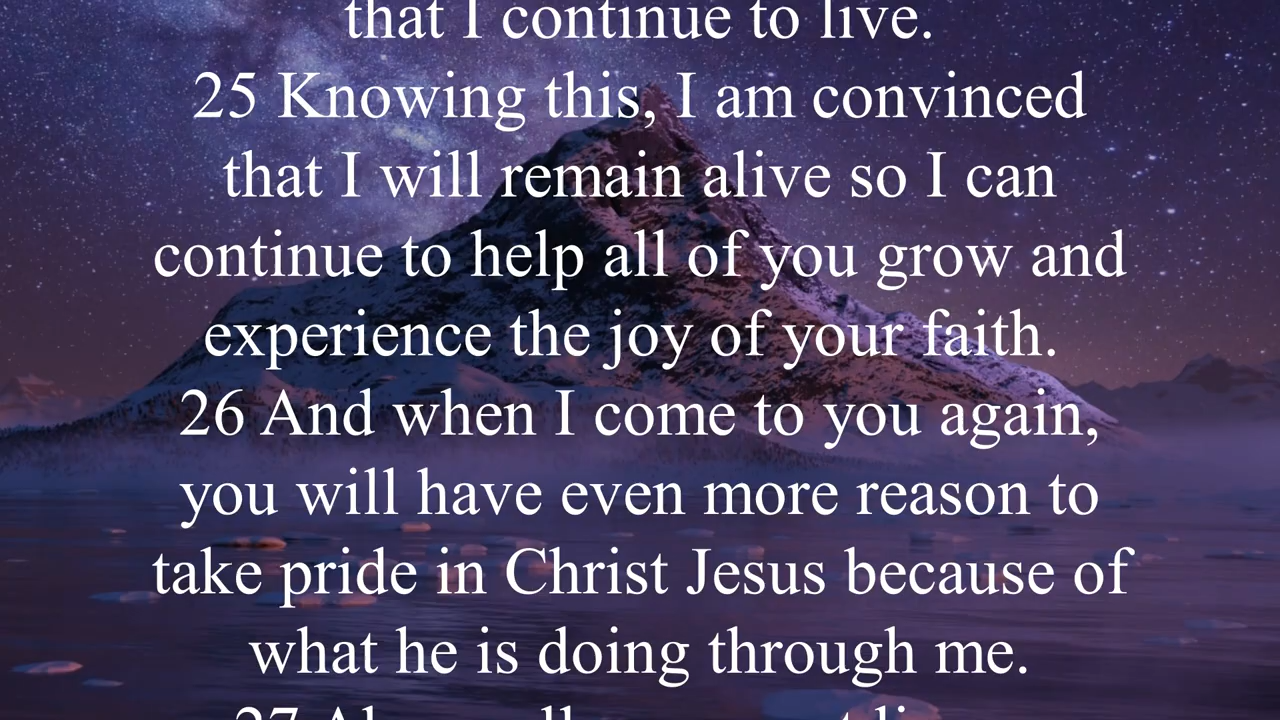 that I continue to live.
25 Knowing this, I am convinced
that I will remain alive so I can
continue to help all of you grow and
experience the joy of your faith.
26 And when I come to you again,
you will have even more reason to
take pride in Christ Jesus because of
what he is doing through me.